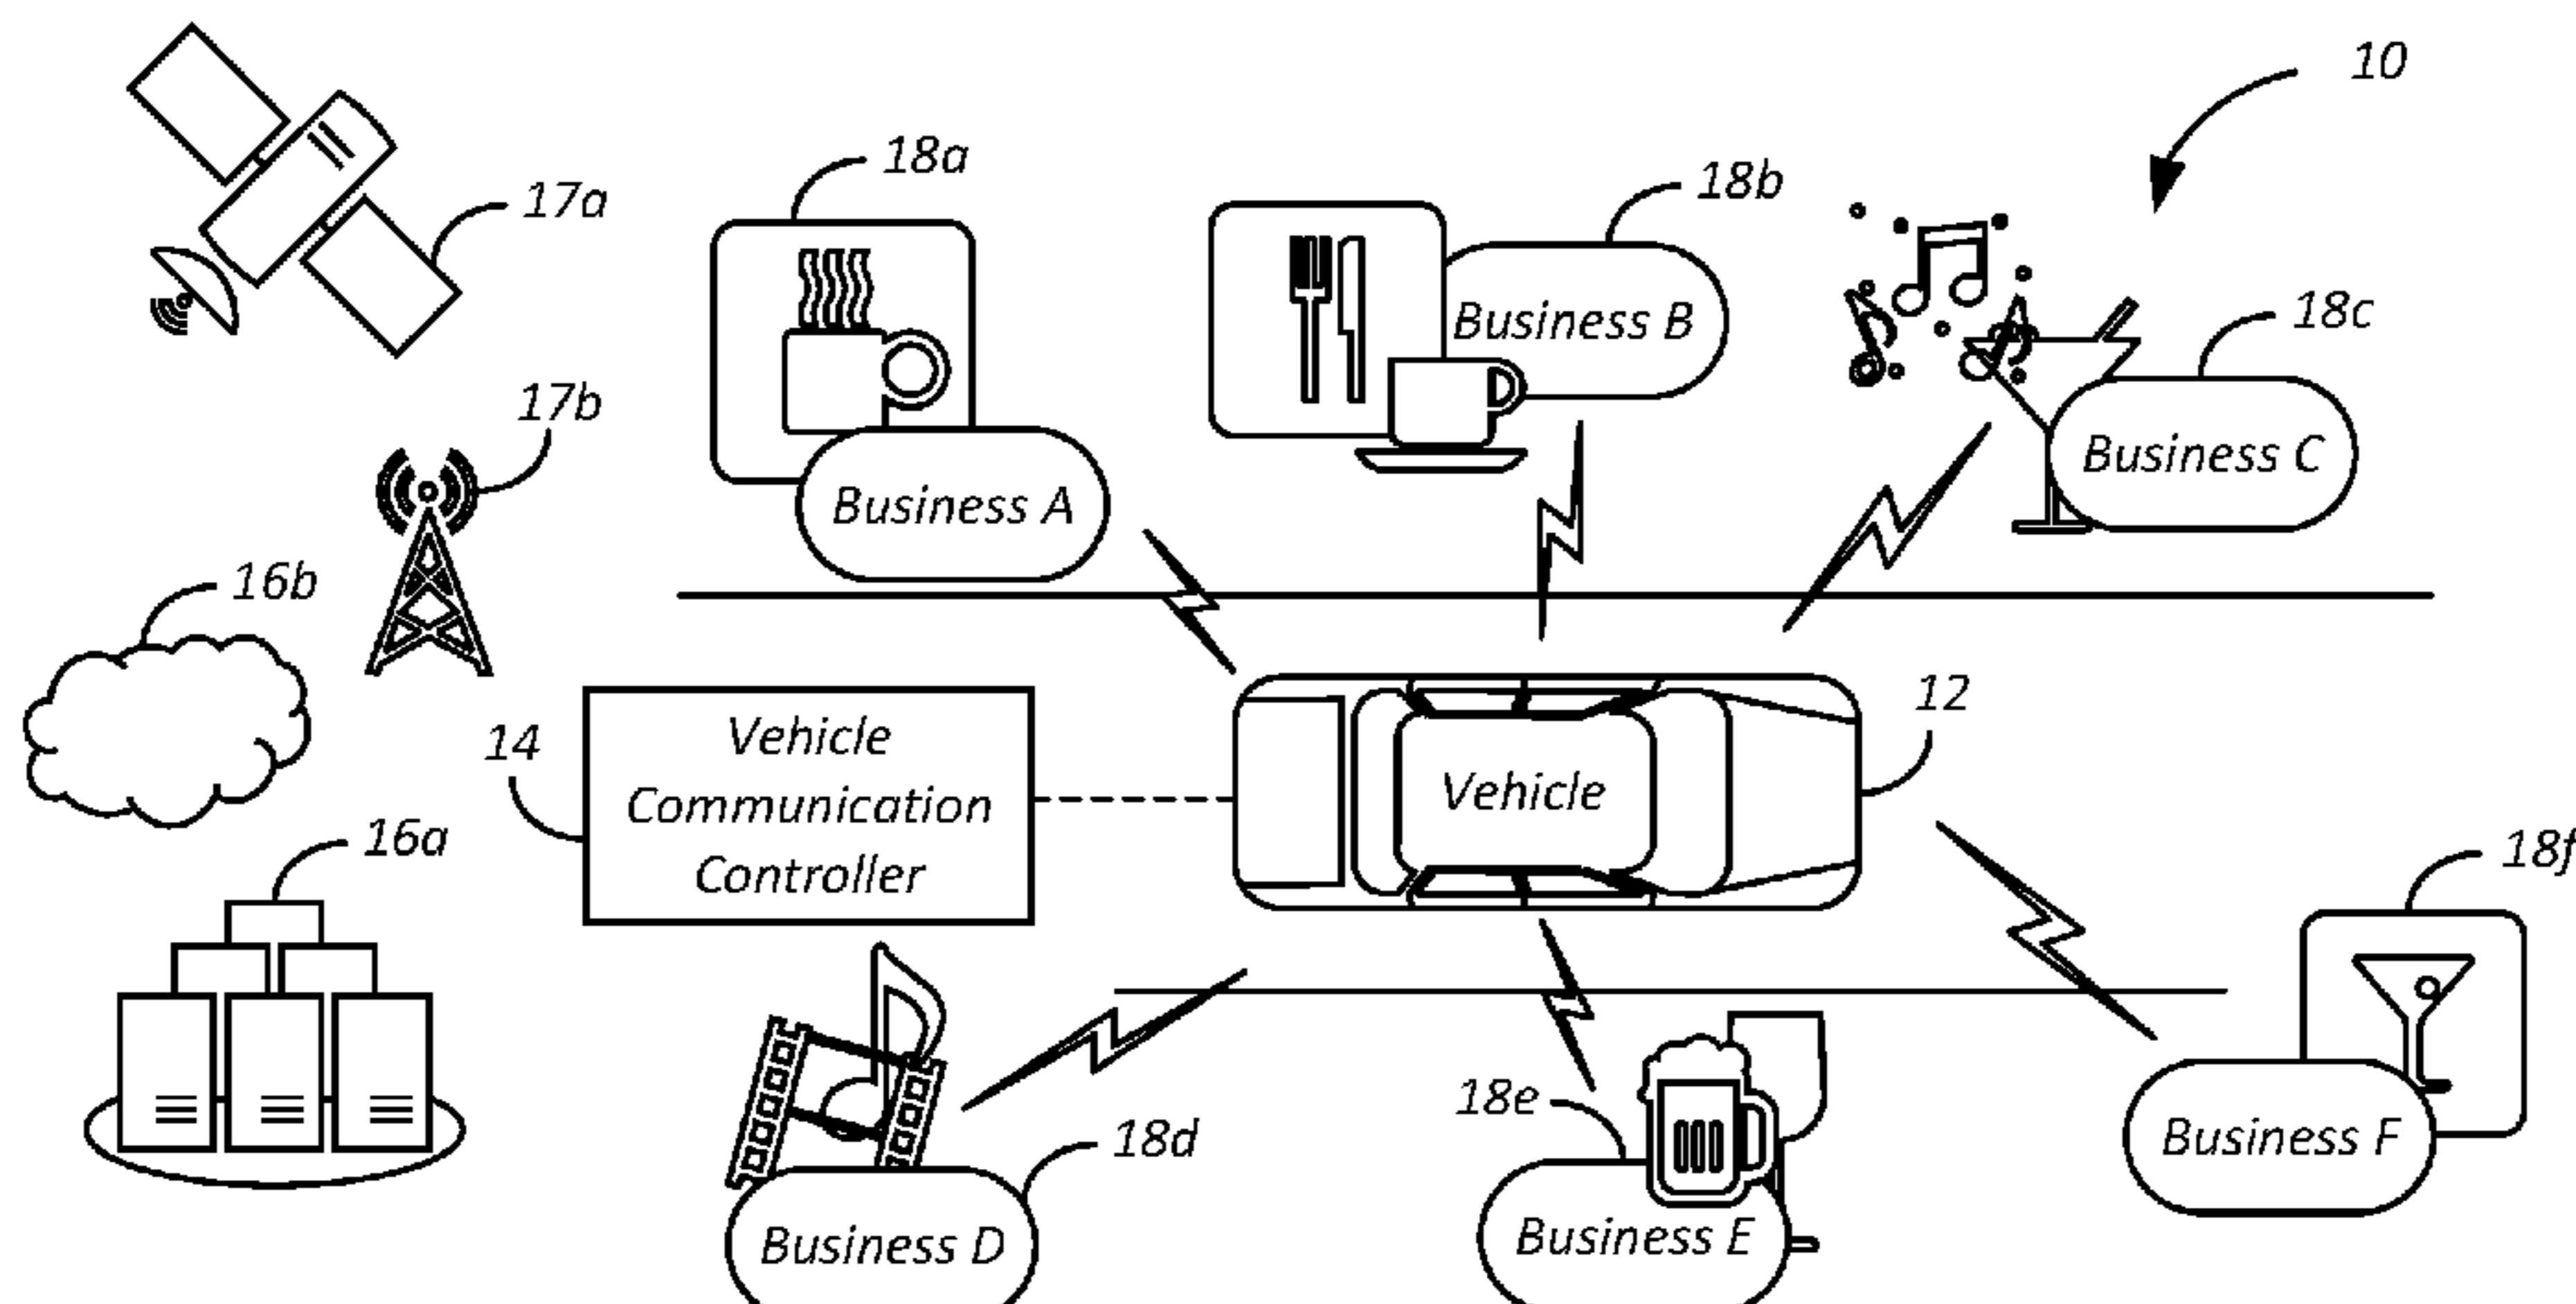 10
18a
18b
17a
18c
Business B
17b
Business C
Business A
16b
12
14
Vehicle
Communication
Controller
Vehicle
16a
18f
18e
18d
Business F
Business D
Business E